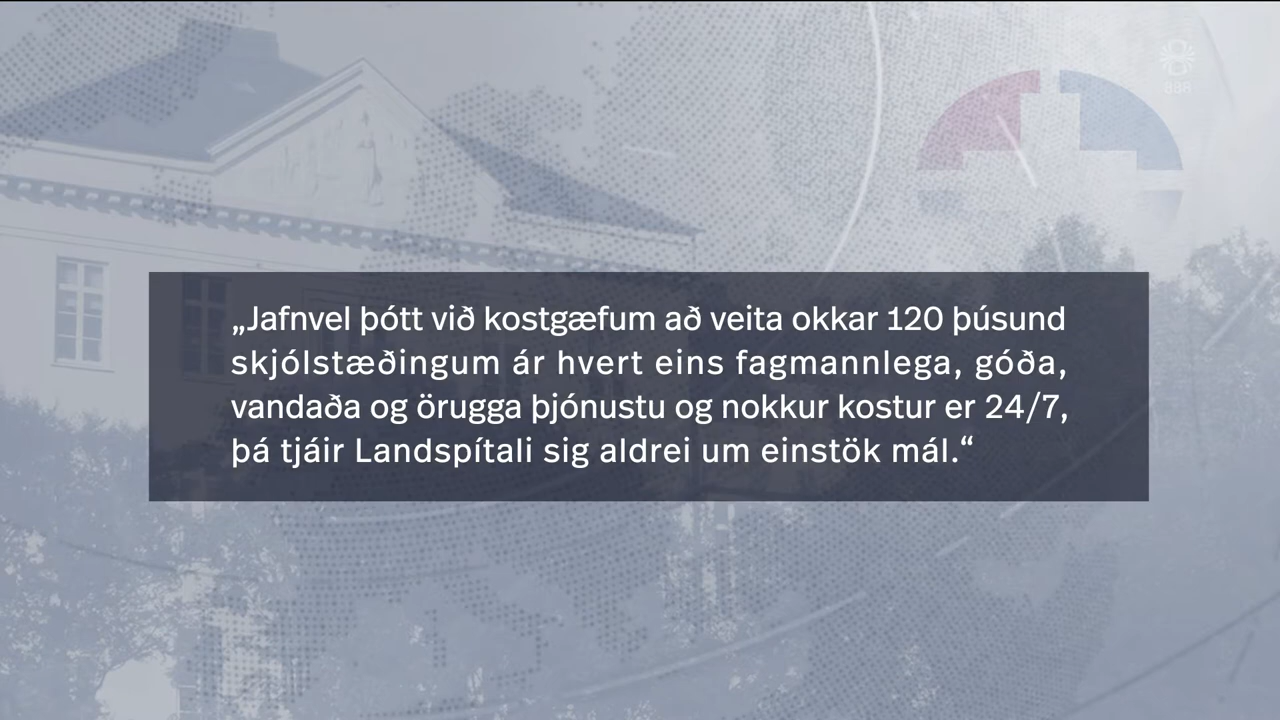 888
„Jafnvel þótt við kostgæfum að veita okkar 120 þúsund
skjólstæðingum ár hvert eins fagmannlega, góða,
vandaða og örugga þjónustu og nokkur kostur er 24/7,
þá tjáir Landspítali sig aldrei um einstök mál.“